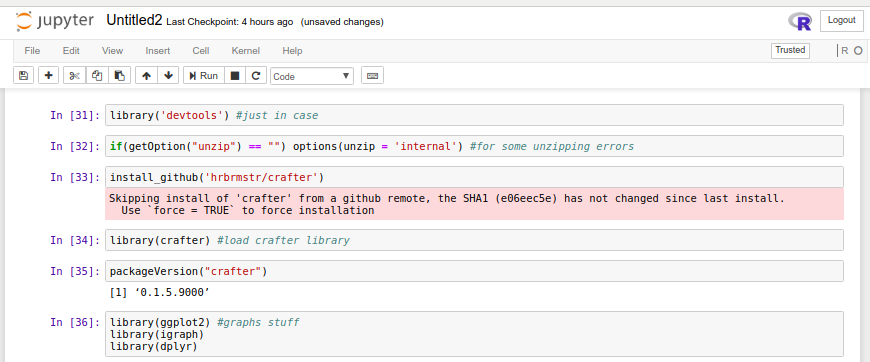 jupyter Untitled2 Last Checkpoint: 4 hours ago (unsaved changes) R Logout
File Edit View Insert Cell Kernel Help Trusted R
Run Code
In [31]: library('devtools') #just in case
In [32]: if(getOption("unzip") == "") options(unzip = 'internal') #for some unzipping errors
In [33]: install_github('hrbrmstr/crafter')
Skipping install of 'crafter' from a github remote, the SHA1 (e06eec5e) has not changed since last install.
Use `force = TRUE` to force installation
In [34]: library(crafter) #load crafter library
In [35]: packageVersion("crafter")
[1] ‘0.1.5.9000’
In [36]: library(ggplot2) #graphs stuff
library(igraph)
library(dplyr)